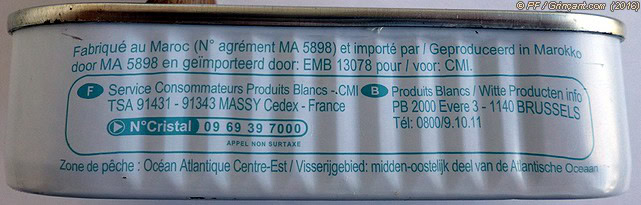 © PF / Gringant.com (2016)
Fabriqué au Maroc (N° agrément MA 5898) et importé par / Geproduceerd in Marokko
door MA 5898 en geïmporteerd door: EMB 13078 pour / voor: CMI.
F Service Consommateurs Produits Blancs -.CMI
TSA 91431 - 91343 MASSY Cedex - France
N°Cristal 09 69 39 7000
APPEL NON SURTAXE
B Produits Blancs / Witte Producten info
PB 2000 Evere 3 - 1140 BRUSSELS
Tél: 0800/9.10.11
Zone de pêche : Océan Atlantique Centre-Est / Visserijgebied: midden-oostelijk deel van de Atlantische Oceaan